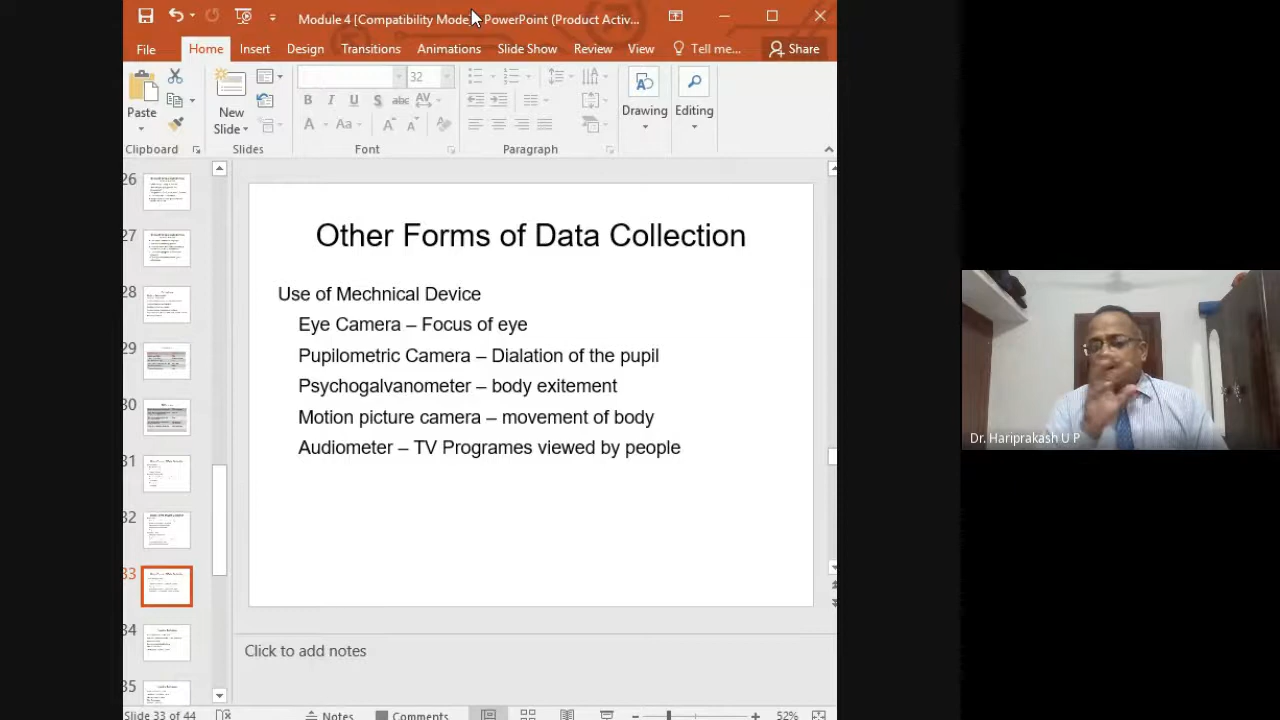 Module 4 [Compatibility Mode] - PowerPoint (Product Activ...
File Home Insert Design Transitions Animations Slide Show Review View Tell me... Share
32
Paste
New
Slide
Drawing
Editing
Clipboard Slides Font Paragraph
26
27
28
29
30
31
32
33
34
35
Other Forms of Data Collection
Use of Mechnical Device
Eye Camera – Focus of eye
Pupilometric Camera – Dialation of the pupil
Psychogalvanometer – body exitement
Motion picture camera – movement of body
Audimeter – TV Programes viewed by people
Click to add notes
Slide 33 of 44 Notes Comments 52%
Dr. Hariprakash U P